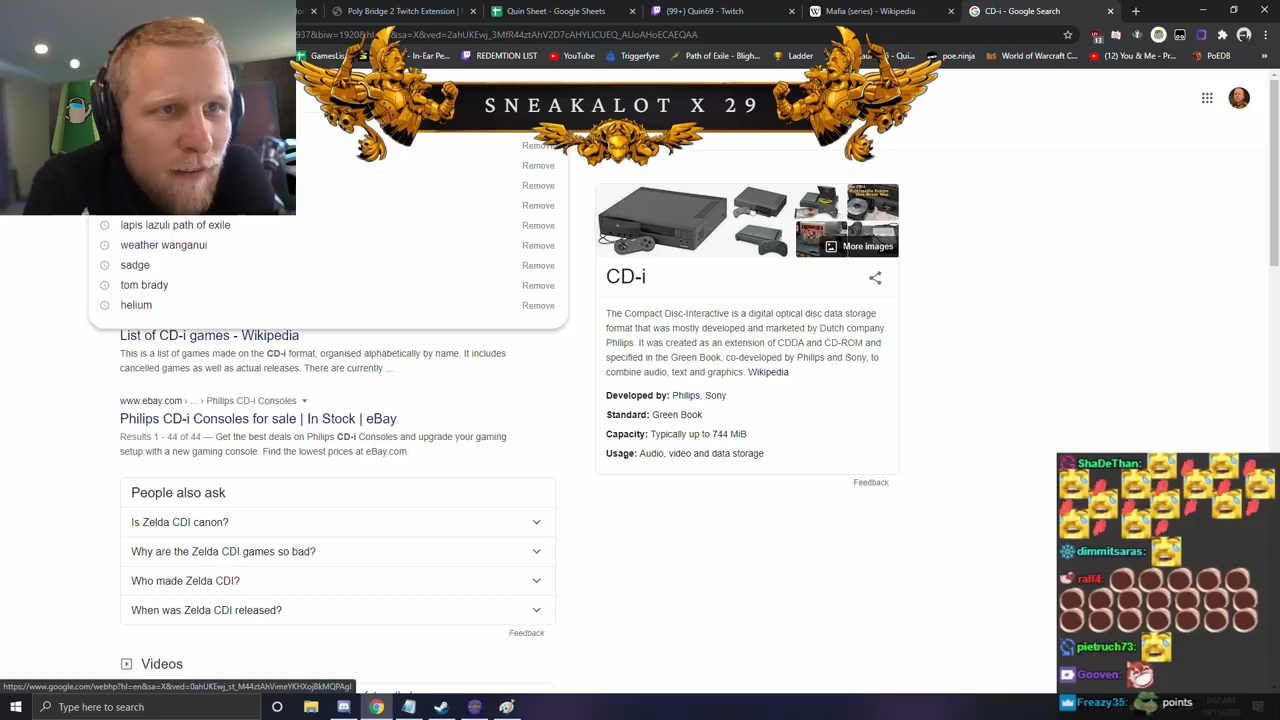 Poly Bridge 2 Twitch Extension |
Quin Sheet - Google Sheets
(99+) Quin69 - Twitch
Mafia (series) - Wikipedia
CD-i - Google Search
GamesLis
In-Ear Pe...
REDEMTION LIST
YouTube
Triggerfyre
Path of Exile - Bligh...
Ladder
- Qui...
poe.ninja
World of Warcraft C...
(12) You & Me - Pr...
PoEDB
SNEAKALOT X 29
Remove
Remove
Remove
Remove
lapis lazuli path of exile Remove
weather wanganui Remove
sadge Remove
tom brady Remove
helium Remove
List of CD-i games - Wikipedia
This is a list of games made on the CD-i format, organised alphabetically by name. It includes
cancelled games as well as actual releases. There are currently ...
www.ebay.com › ... › Philips CD-i Consoles
Philips CD-i Consoles for sale | In Stock | eBay
Results 1 - 44 of 44 — Get the best deals on Philips CD-i Consoles and upgrade your gaming
setup with a new gaming console. Find the lowest prices at eBay.com.
People also ask
Is Zelda CDI canon?
Why are the Zelda CDI games so bad?
Who made Zelda CDI?
When was Zelda CDI released?
Feedback
Videos
More images
CD-i
The Compact Disc-Interactive is a digital optical disc data storage
format that was mostly developed and marketed by Dutch company
Philips. It was created as an extension of CDDA and CD-ROM and
specified in the Green Book, co-developed by Philips and Sony, to
combine audio, text and graphics. Wikipedia
Developed by: Philips, Sony
Standard: Green Book
Capacity: Typically up to 744 MiB
Usage: Audio, video and data storage
Feedback
ShaDeThan:
dimmitsaras:
ralf4:
pietruch73:
Gooven:
Freazy35: points
Type here to search